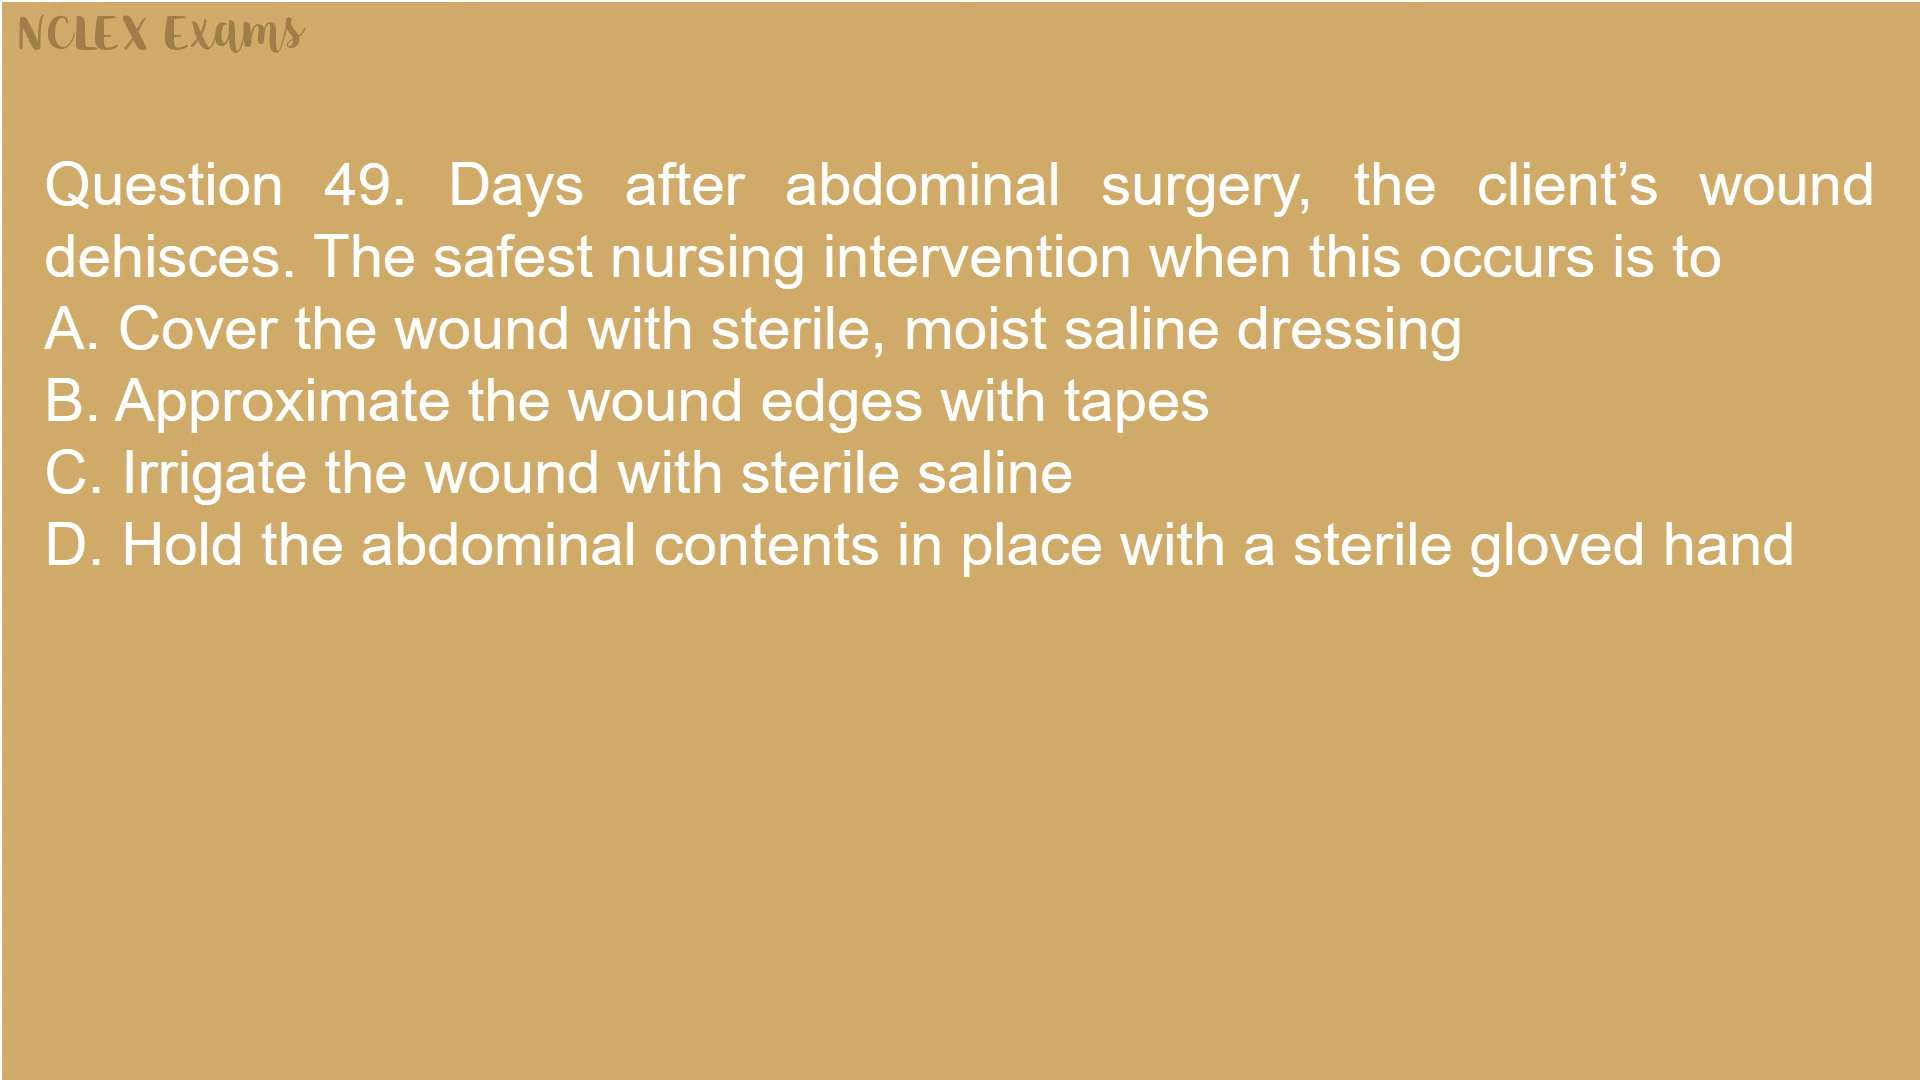 NCLEX Exams
Question 49. Days after abdominal surgery, the client’s wound
dehisces. The safest nursing intervention when this occurs is to
A. Cover the wound with sterile, moist saline dressing
B. Approximate the wound edges with tapes
C. Irrigate the wound with sterile saline
D. Hold the abdominal contents in place with a sterile gloved hand